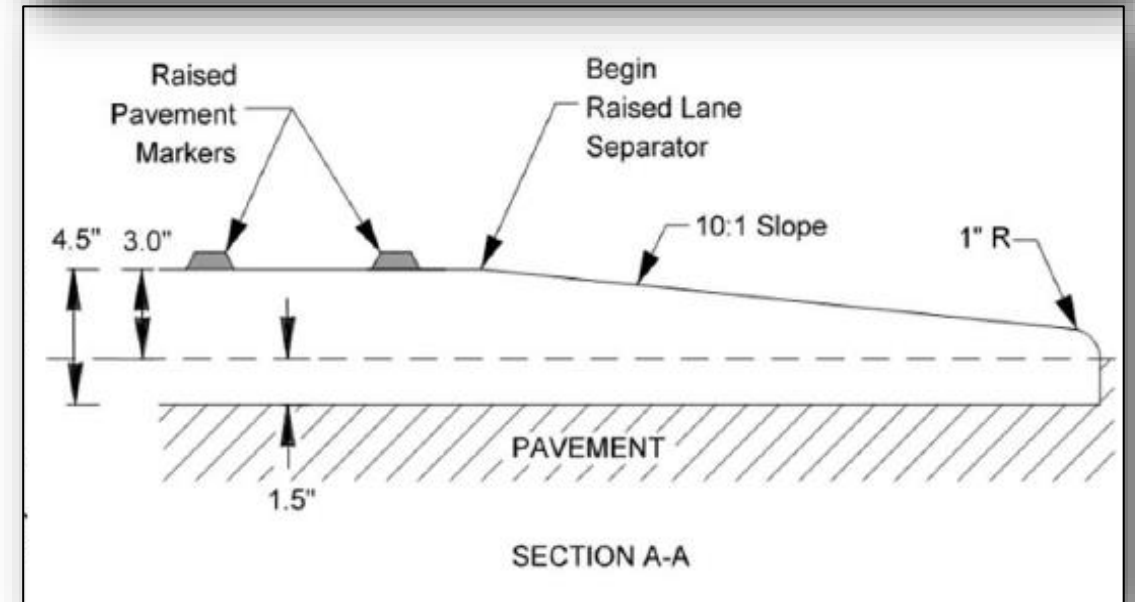 Raised
Pavement
Markers
Begin
Raised Lane
Separator
10:1 Slope
1" R
4.5"
3.0"
PAVEMENT
1.5"
SECTION A-A